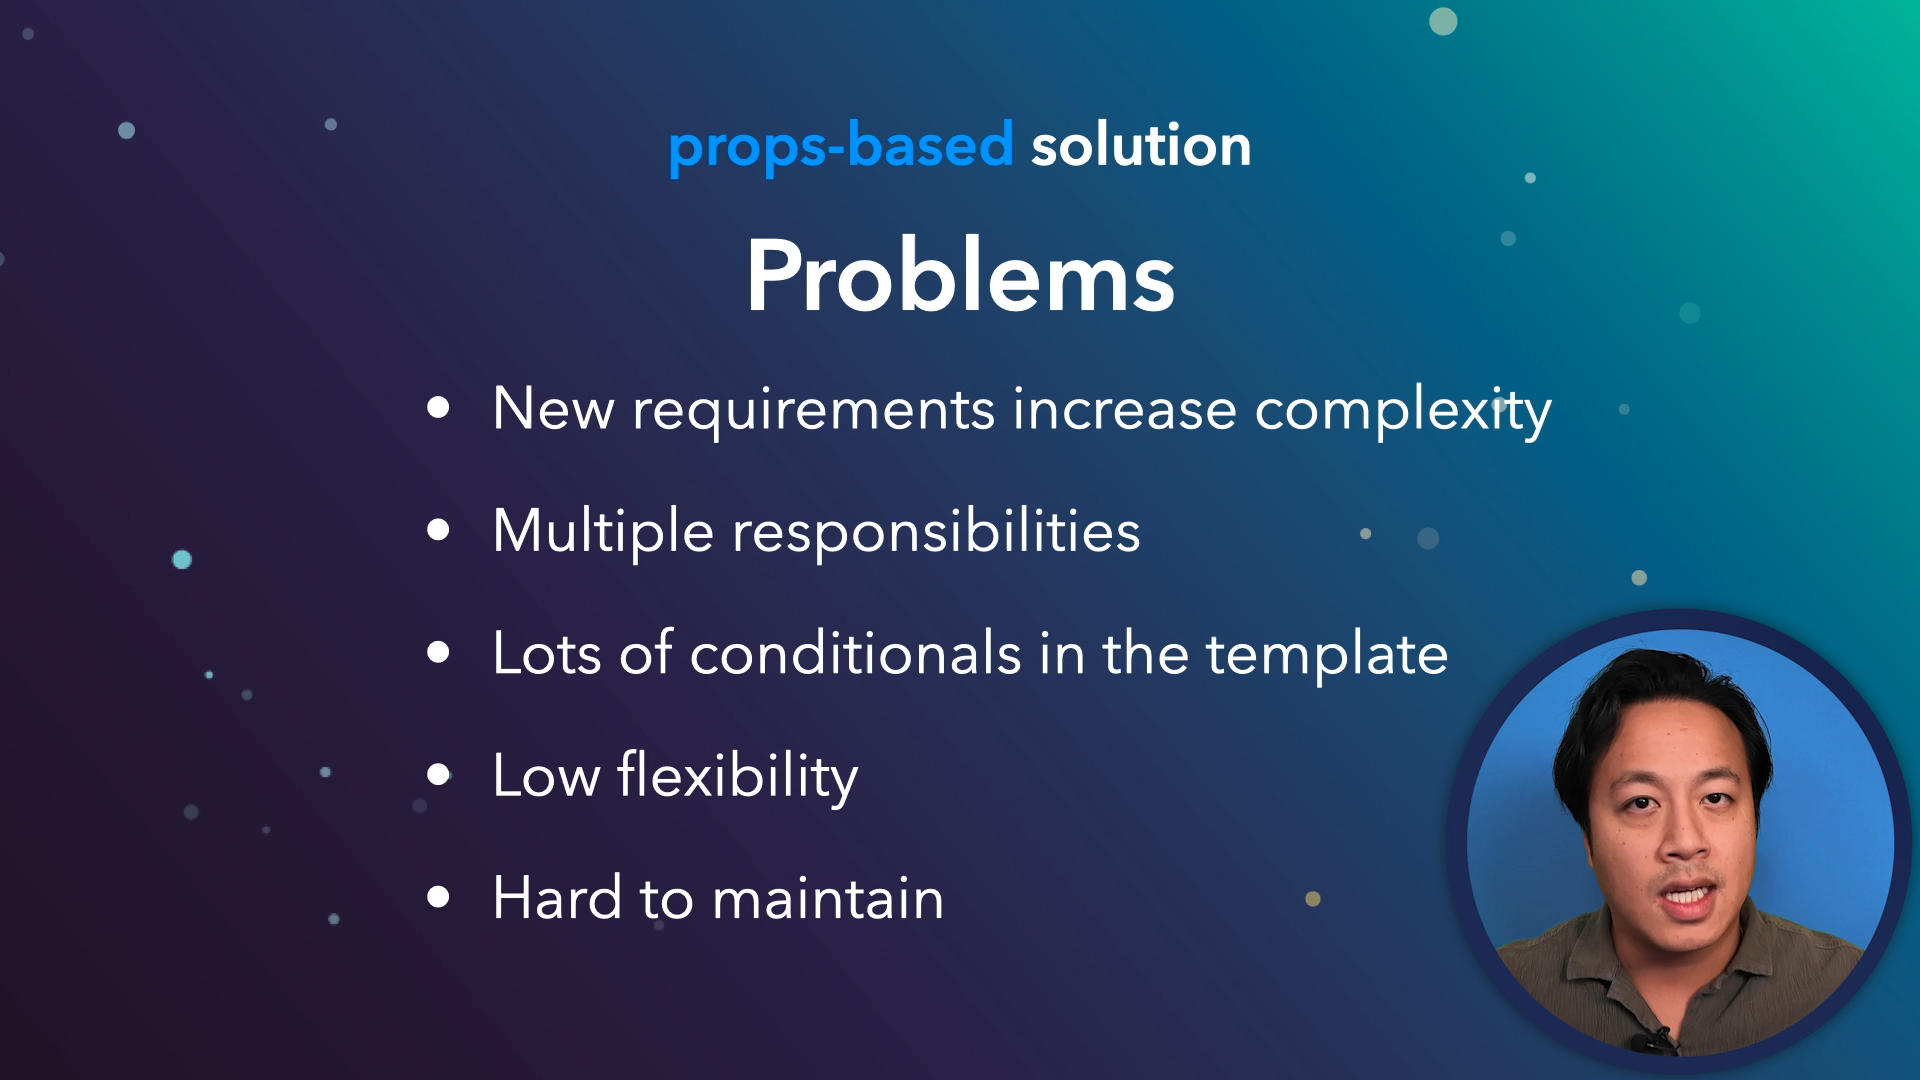 props-based solution
Problems
• New requirements increase complexity
• Multiple responsibilities
• Lots of conditionals in the template
• Low flexibility
• Hard to maintain